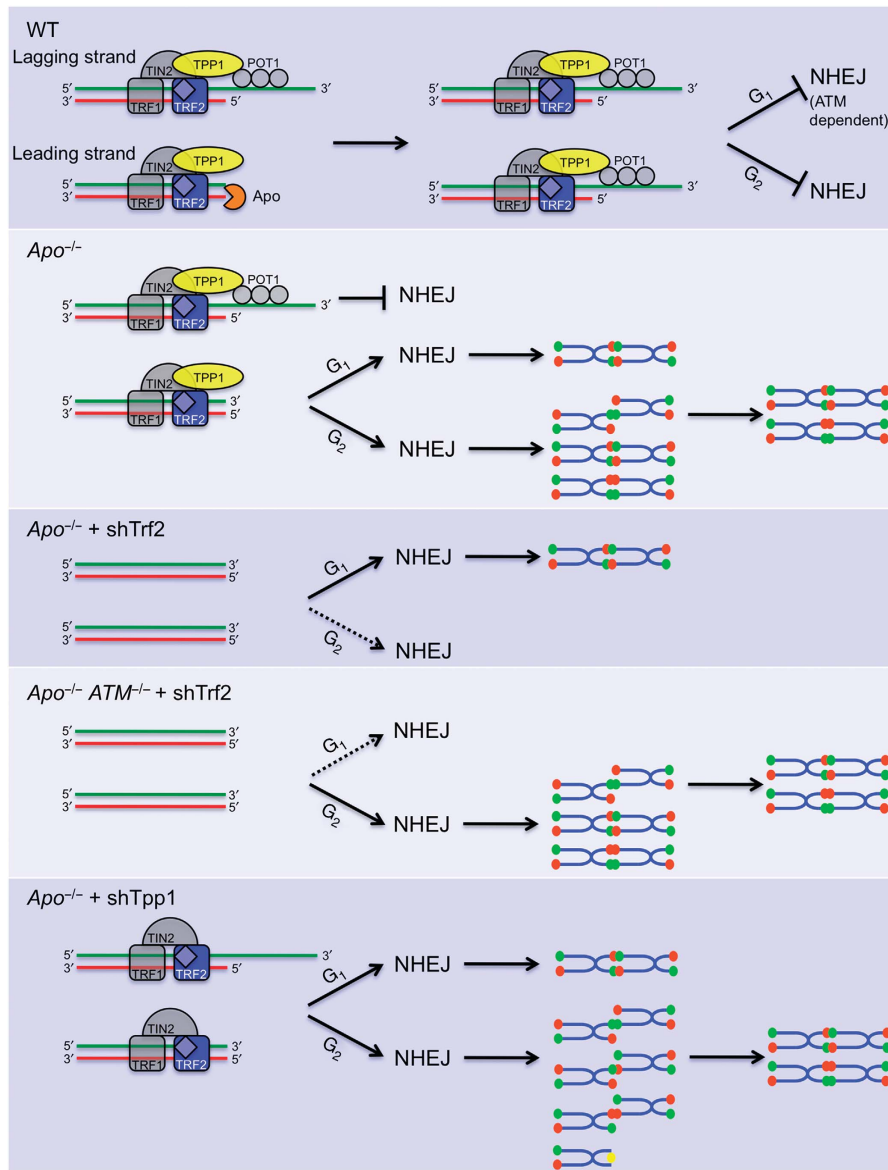 WT
Lagging strand
TIN2 TPP1 POT1
5′ 3′
3′ TRF1 TRF2 5′
Leading strand
TIN2 TPP1
5′
3′ TRF1 TRF2 Apo
TIN2 TPP1 POT1
5′ 3′
3′ TRF1 TRF2 5′
TIN2 TPP1 POT1
5′ 3′
3′ TRF1 TRF2 5′
G1 NHEJ
(ATM
dependent)
G2 NHEJ
Apo–/–
TIN2 TPP1 POT1
5′ 3′ NHEJ
3′ TRF1 TRF2 5′
TIN2 TPP1
5′ 3′
3′ TRF1 TRF2 5′
G1 NHEJ
G2 NHEJ
Apo–/– + shTrf2
5′ 3′
3′ 5′
5′ 3′
3′ 5′
G1 NHEJ
G2 NHEJ
Apo–/– ATM–/– + shTrf2
5′ 3′
3′ 5′
5′ 3′
3′ 5′
G1 NHEJ
G2 NHEJ
Apo–/– + shTpp1
TIN2
5′ 3′
3′ TRF1 TRF2 5′
TIN2
5′ 3′
3′ TRF1 TRF2 5′
G1 NHEJ
G2 NHEJ